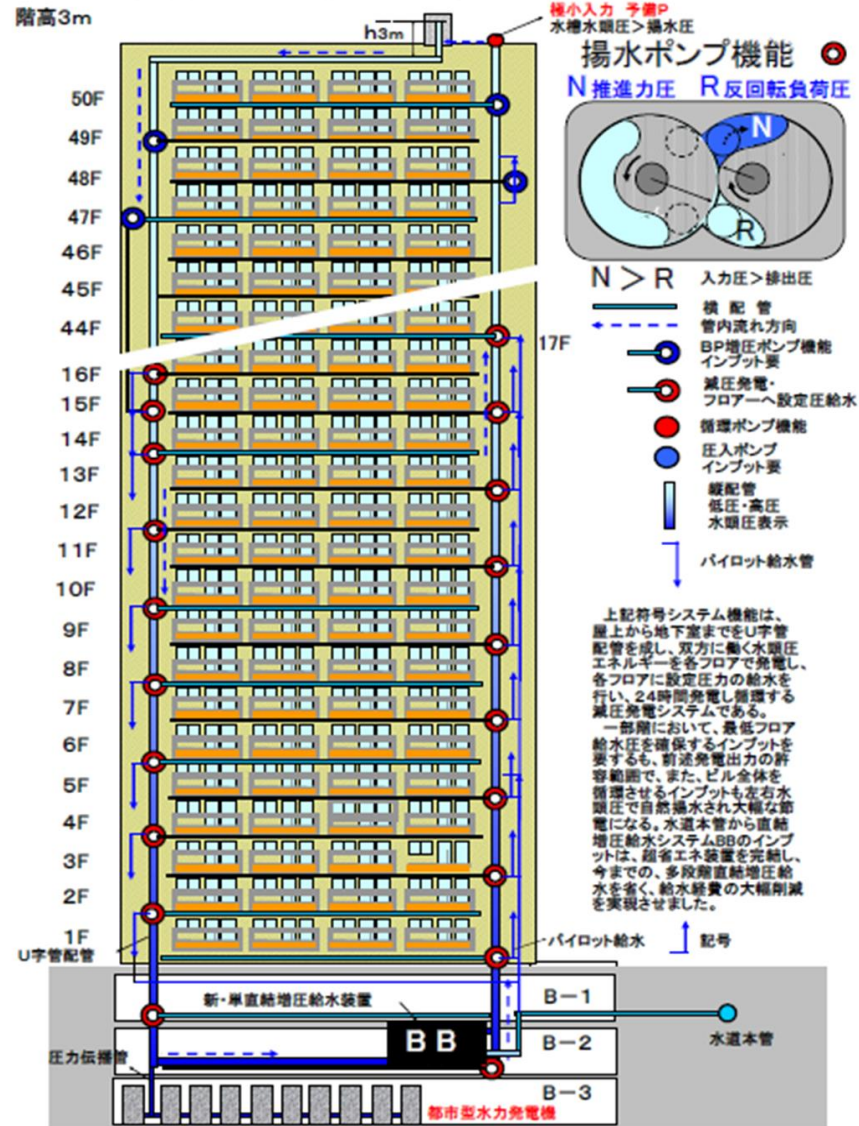 階高3m
h3m
極小入力 予備P
水槽水頭圧>揚水圧
揚水ポンプ機能
N推進力圧 R反回転負荷圧
N
R
N>R 入力圧>排出圧
横配管
管内流れ方向
BP増圧ポンプ機能
インプット要
減圧発電・
フロアーへ設定圧給水
循環ポンプ機能
圧入ポンプ
インプット要
縦配管
低圧・高圧
水頭圧表示
パイロット給水管
50F
49F
48F
47F
46F
45F
44F
17F
16F
15F
14F
13F
12F
11F
10F
9F
8F
7F
6F
5F
4F
3F
2F
1F
上記符号システム機能は、
屋上から地下室までをU字管
配管を成し、双方に働く水頭圧
エネルギーを各フロアで発電し、
各フロアに設定圧力の給水を
行い、24時間発電し循環する
減圧発電システムである。
一部階において、最低フロア
給水圧を確保するインプットを
要するも、前述発電出力の許
容範囲で、また、ビル全体を
循環させるインプットも左右水
頭圧で自然揚水され大幅な節
電になる。水道本管から直結
増圧給水システムBBのインプ
ットは、超省エネ装置を完結し、
今までの、多段階直結増圧給
水を省く、給水経費の大幅削減
を実現させました。
記号
U字管配管
パイロット給水
新・単直結増圧給水装置
B-1
BB
B-2
水道本管
圧力伝播管
B-3
都市型水力発電機